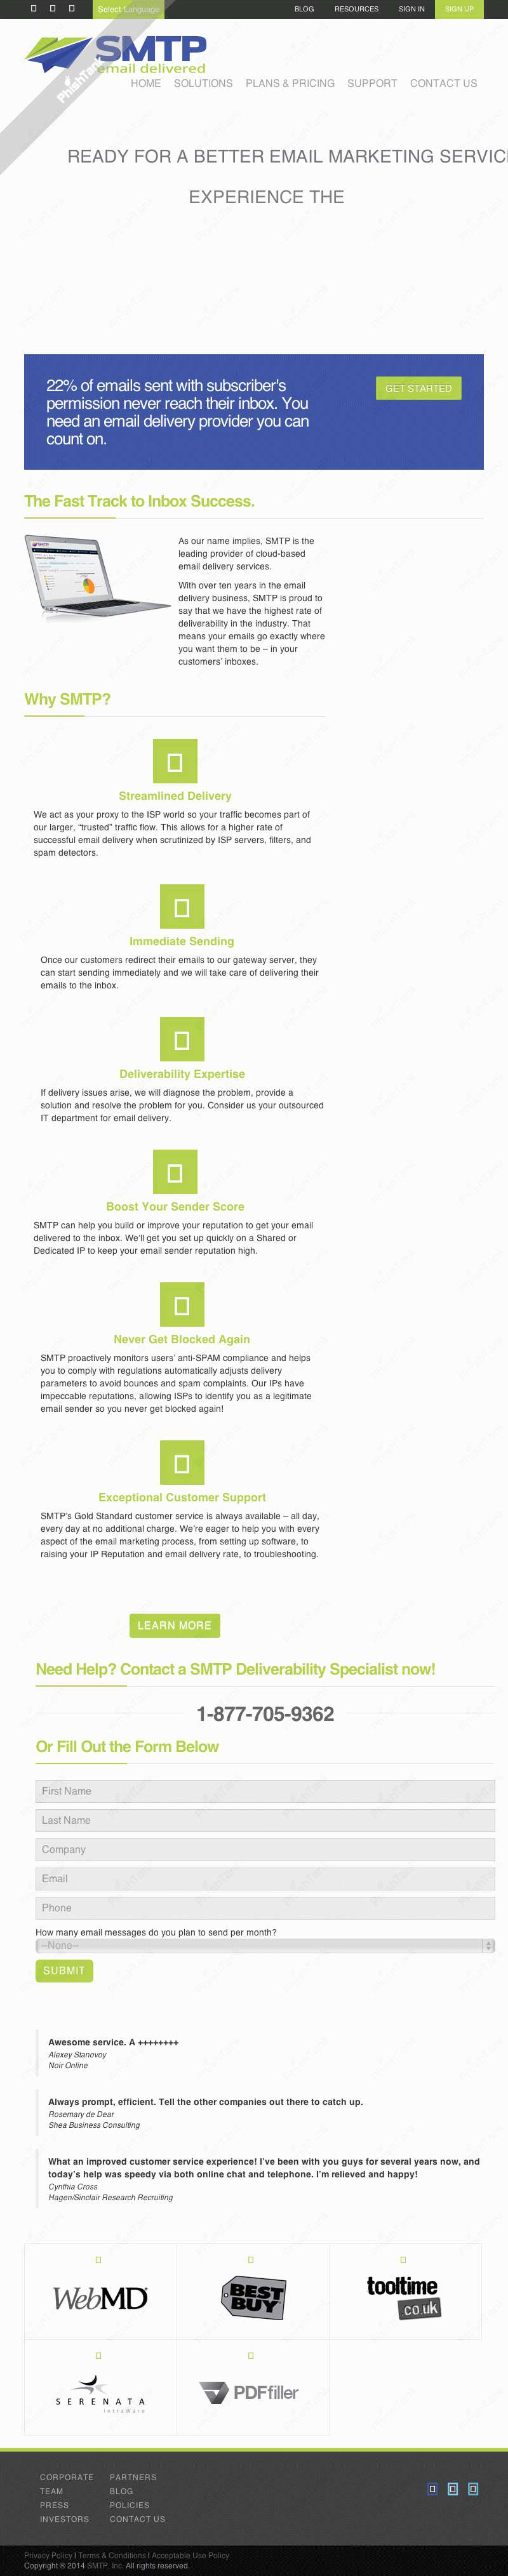 Select Language
BLOG
RESOURCES
SIGN IN
SIGN UP
SMTP
email delivered
PhishTank
HOME
SOLUTIONS
PLANS & PRICING
SUPPORT
CONTACT US
READY FOR A BETTER EMAIL MARKETING SERVIC
EXPERIENCE THE
22% of emails sent with subscriber's
permission never reach their inbox. You
need an email delivery provider you can
count on.
GET STARTED
The Fast Track to Inbox Success.
As our name implies, SMTP is the
leading provider of cloud-based
email delivery services.
With over ten years in the email
delivery business, SMTP is proud to
say that we have the highest rate of
deliverability in the industry. That
means your emails go exactly where
you want them to be – in your
customers' inboxes.
Why SMTP?
Streamlined Delivery
We act as your proxy to the ISP world so your traffic becomes part of
our larger, "trusted" traffic flow. This allows for a higher rate of
successful email delivery when scrutinized by ISP servers, filters, and
spam detectors.
Immediate Sending
Once our customers redirect their emails to our gateway server, they
can start sending immediately and we will take care of delivering their
emails to the inbox.
Deliverability Expertise
If delivery issues arise, we will diagnose the problem, provide a
solution and resolve the problem for you. Consider us your outsourced
IT department for email delivery.
Boost Your Sender Score
SMTP can help you build or improve your reputation to get your email
delivered to the inbox. We'll get you set up quickly on a Shared or
Dedicated IP to keep your email sender reputation high.
Never Get Blocked Again
SMTP proactively monitors users' anti-SPAM compliance and helps
you to comply with regulations automatically adjusts delivery
parameters to avoid bounces and spam complaints. Our IPs have
impeccable reputations, allowing ISPs to identify you as a legitimate
email sender so you never get blocked again!
Exceptional Customer Support
SMTP's Gold Standard customer service is always available – all day,
every day at no additional charge. We're eager to help you with every
aspect of the email marketing process, from setting up software, to
raising your IP Reputation and email delivery rate, to troubleshooting.
LEARN MORE
Need Help? Contact a SMTP Deliverability Specialist now!
1-877-705-9362
Or Fill Out the Form Below
First Name
Last Name
Company
Email
Phone
How many email messages do you plan to send per month?
--None--
SUBMIT
Awesome service. A ++++++++
Alexey Stanovoy
Noir Online
Always prompt, efficient. Tell the other companies out there to catch up.
Rosemary de Dear
Shea Business Consulting
What an improved customer service experience! I've been with you guys for several years now, and
today's help was speedy via both online chat and telephone. I'm relieved and happy!
Cynthia Cross
Hagen/Sinclair Research Recruiting
WebMD
BEST
BUY
tooltime
.co.uk
SERENATA
IntraWare
PDFfiller
CORPORATE
PARTNERS
TEAM
BLOG
PRESS
POLICIES
INVESTORS
CONTACT US
Privacy Policy | Terms & Conditions | Acceptable Use Policy
Copyright © 2014 SMTP, Inc. All rights reserved.